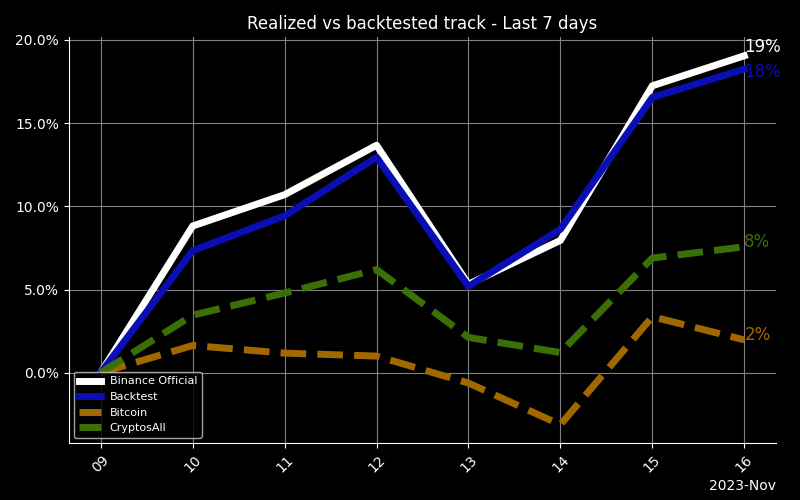 Realized vs backtested track - Last 7 days
20.0%
15.0%
10.0%
5.0%
0.0%
19%
18%
8%
2%
Binance Official
Backtest
Bitcoin
CryptosAll
09
10
11
12
13
14
15
16
2023-Nov